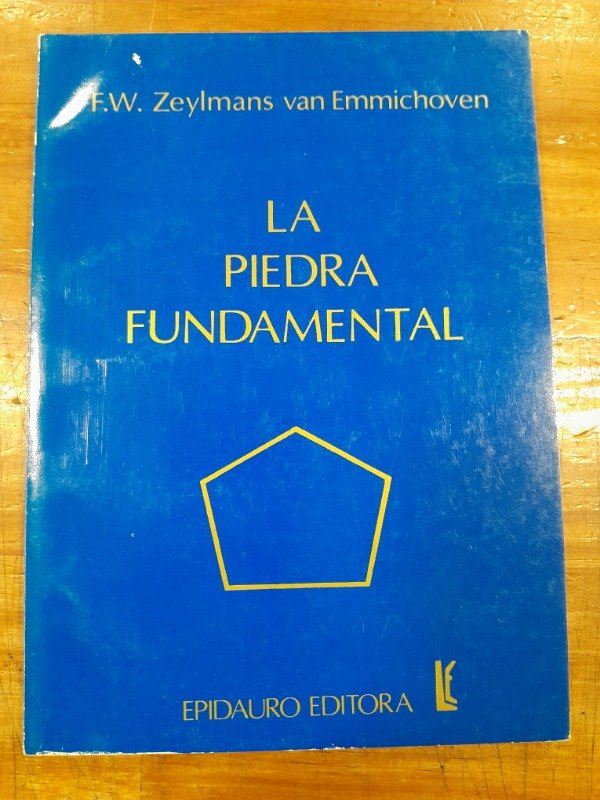 F.W. Zeylmans van Emmichoven
LA
PIEDRA
FUNDAMENTAL
EPIDAURO EDITORA